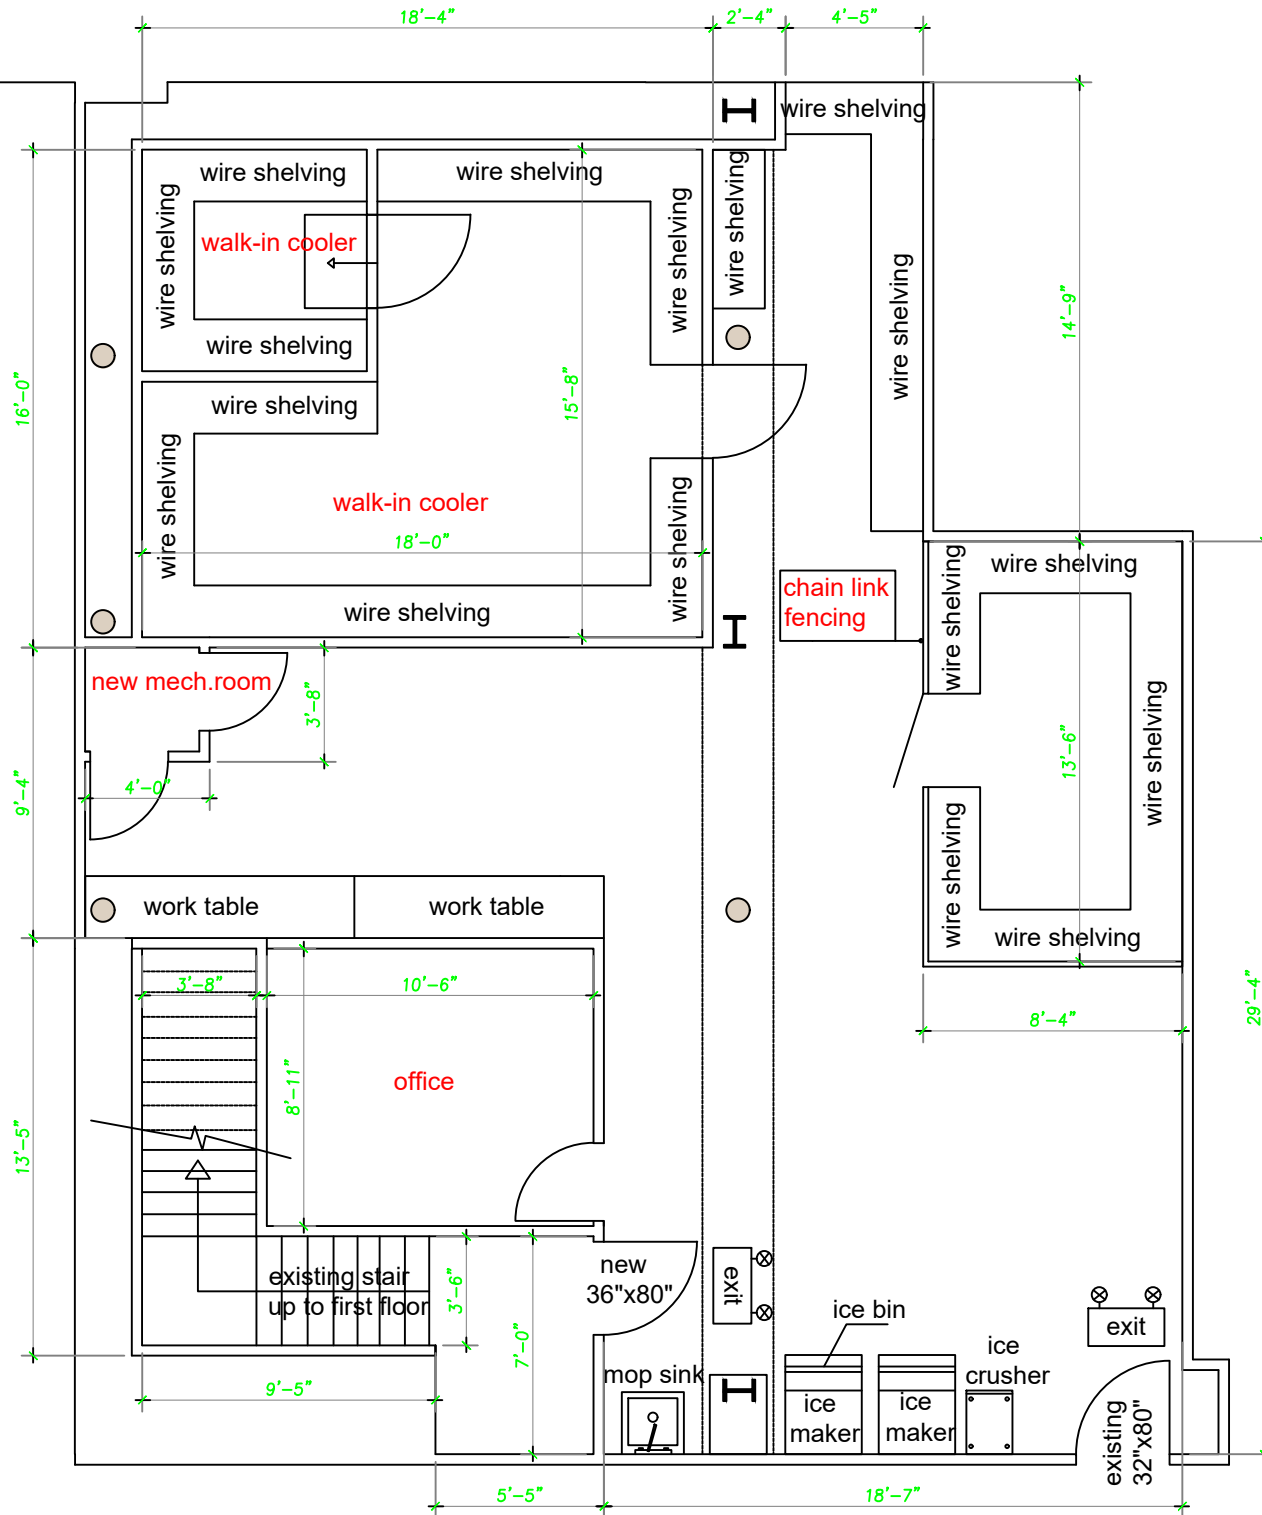 18'-4"
2'-4"
4'-5"
wire shelving
wire shelving
wire shelving
wire shelving
wire shelving
wire shelving
wire shelving
walk-in cooler
wire shelving
14'-9"
wire shelving
16'-0"
15'-8"
wire shelving
wire shelving
walk-in cooler
wire shelving
18'-0"
wire shelving
chain link
fencing
wire shelving
wire shelving
new mech.room
3'-8"
wire shelving
13'-6"
9'-4"
4'-0"
wire shelving
work table
work table
wire shelving
3'-8"
10'-6"
29'-4"
8'-4"
office
8'-11"
13'-5"
existing stair
up to first floor
3'-6"
new
36"x80"
exit
7'-0"
ice bin
exit
ice
crusher
mop sink
9'-5"
ice
maker
ice
maker
existing
32"x80"
5'-5"
18'-7"